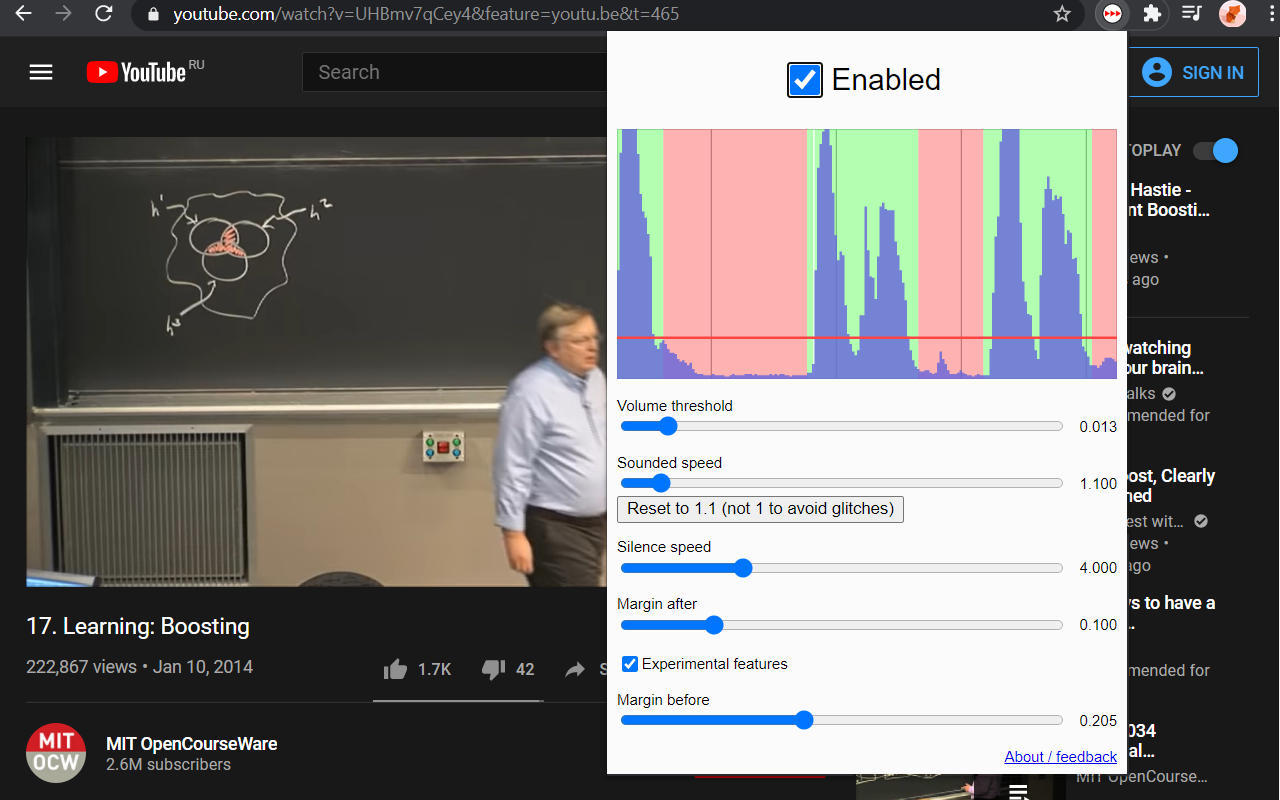 youtube.com/watch?v=UHBmv7qCey4&feature=youtu.be&t=465
YouTube RU
Search
SIGN IN
Enabled
h¹
h²
h³
Volume threshold
0.013
Sounded speed
1.100
Reset to 1.1 (not 1 to avoid glitches)
Silence speed
4.000
Margin after
0.100
Experimental features
Margin before
0.205
About / feedback
17. Learning: Boosting
222,867 views • Jan 10, 2014
1.7K
42
S
MIT
OCW
MIT OpenCourseWare
2.6M subscribers
TOPLAY
Hastie -
nt Boosti...
ews •
ago
watching
our brain...
alks
mended for
ost, Clearly
ned
est wit...
ews •
ago
s to have a
mended for
034
al...
MIT OpenCourse...